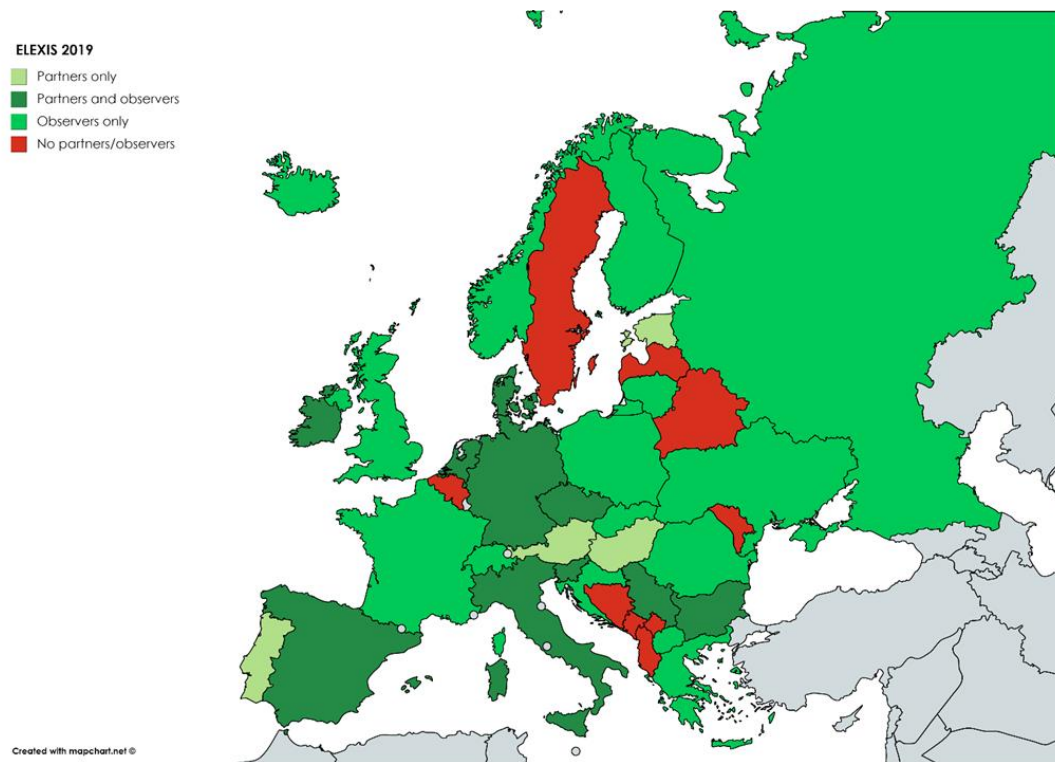 ELEXIS 2019
Partners only
Partners and observers
Observers only
No partners/observers
Created with mapchart.net ©